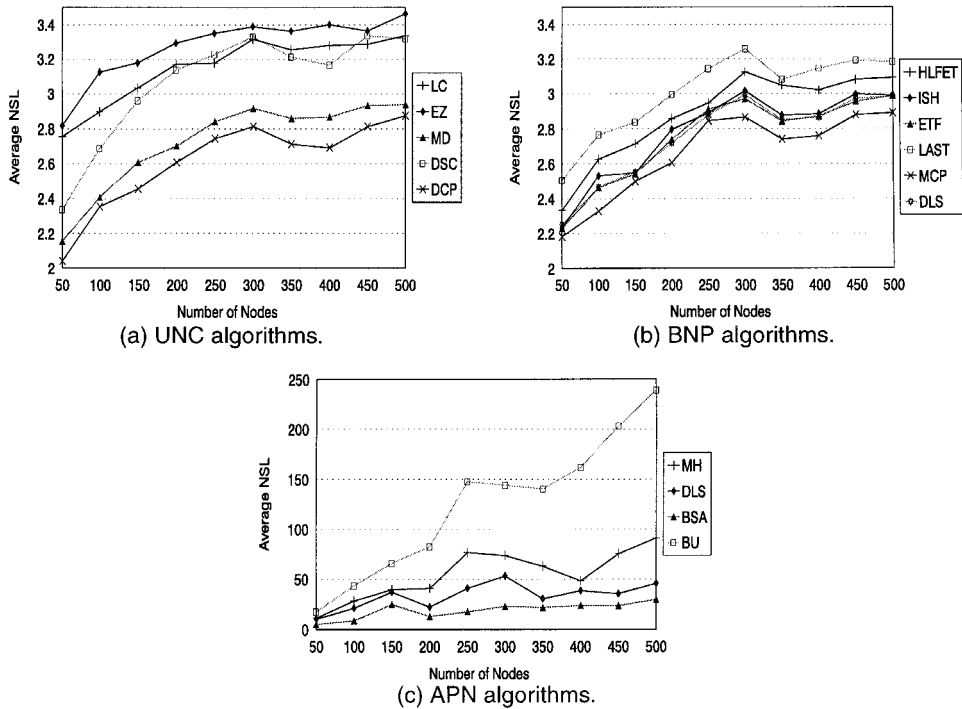 3.4
3.2
3
2.8
2.6
2.4
2.2
2
Average NSL
50 100 150 200 250 300 350 400 450 500
Number of Nodes
LC
EZ
MD
DSC
DCP
(a) UNC algorithms.
3.4
3.2
3
2.8
2.6
2.4
2.2
2
Average NSL
50 100 150 200 250 300 350 400 450 500
Number of Nodes
HLFET
ISH
ETF
LAST
MCP
DLS
(b) BNP algorithms.
250
200
150
100
50
0
Average NSL
50 100 150 200 250 300 350 400 450 500
Number of Nodes
MH
DLS
BSA
BU
(c) APN algorithms.